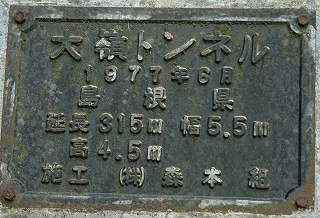 大嶺トンネル
1977年6月
島根県
延長315m 幅5.5m
高4.5m
施工 ㈱森本組